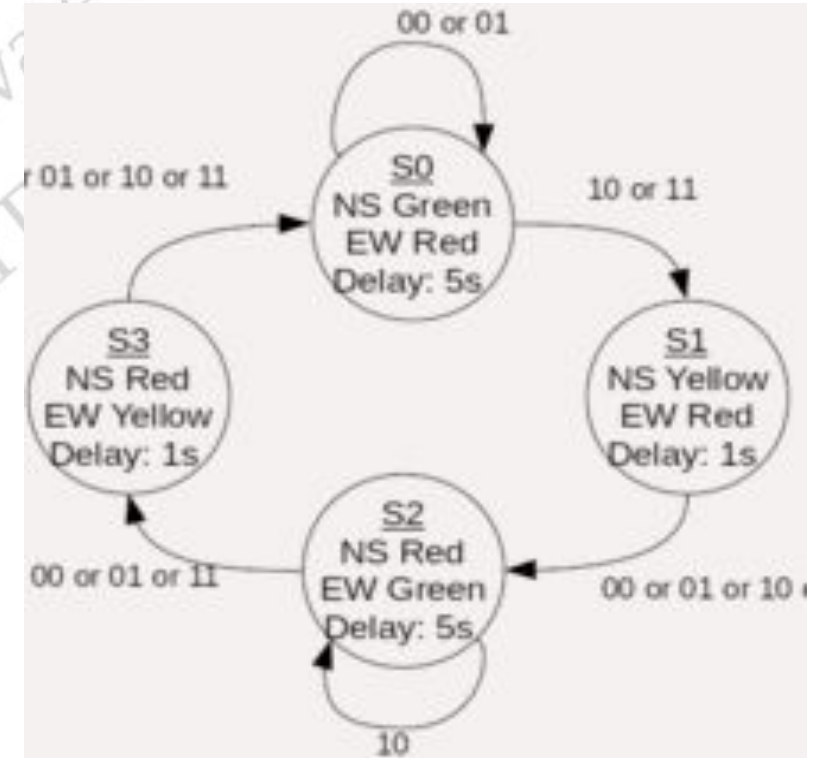 00 or 01
S0
NS Green
EW Red
Delay: 5s
01 or 10 or 11
10 or 11
S3
NS Red
EW Yellow
Delay: 1s
S1
NS Yellow
EW Red
Delay: 1s
S2
NS Red
EW Green
Delay: 5s
00 or 01 or 11
00 or 01 or 10
10